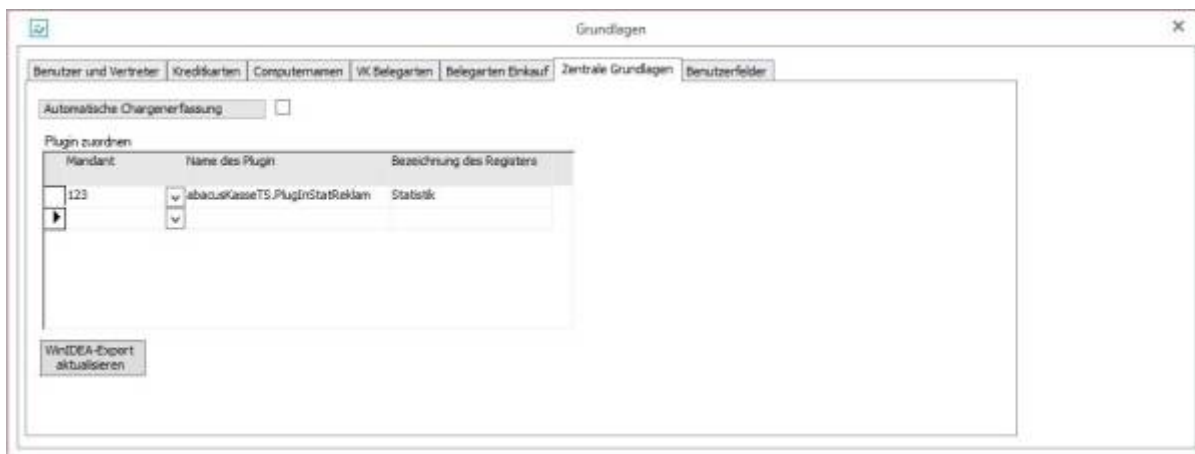 Grundlagen
Benutzer und Vertreter Kreditkarten Computernamen VK Belegarten Belegarten Einkauf Zentrale Grundlagen Benutzerfelder
Automatische Chargenerfassung
Plugin zuordnen
Mandant Name des Plugin Bezeichnung des Registers
123 abacusKasseTS.PlugInStatReklam Statistik
WinIDEA-Export
aktualisieren